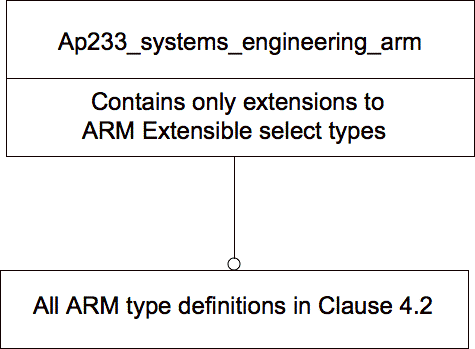 Ap233_systems_engineering_arm
Contains only extensions to
ARM Extensible select types
All ARM type definitions in Clause 4.2